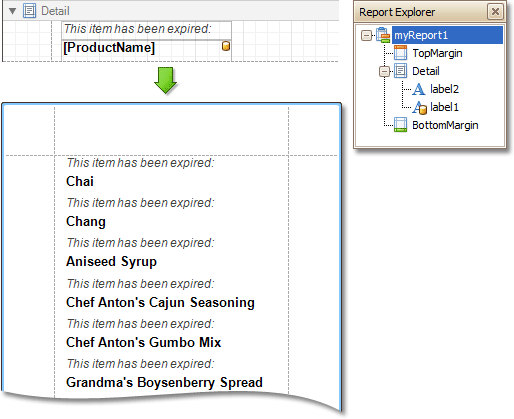 Detail
This item has been expired:
[ProductName]
This item has been expired:
Chai
This item has been expired:
Chang
This item has been expired:
Aniseed Syrup
This item has been expired:
Chef Anton's Cajun Seasoning
This item has been expired:
Chef Anton's Gumbo Mix
This item has been expired:
Grandma's Boysenberry Spread
Report Explorer
myReport1
TopMargin
Detail
label2
label1
BottomMargin